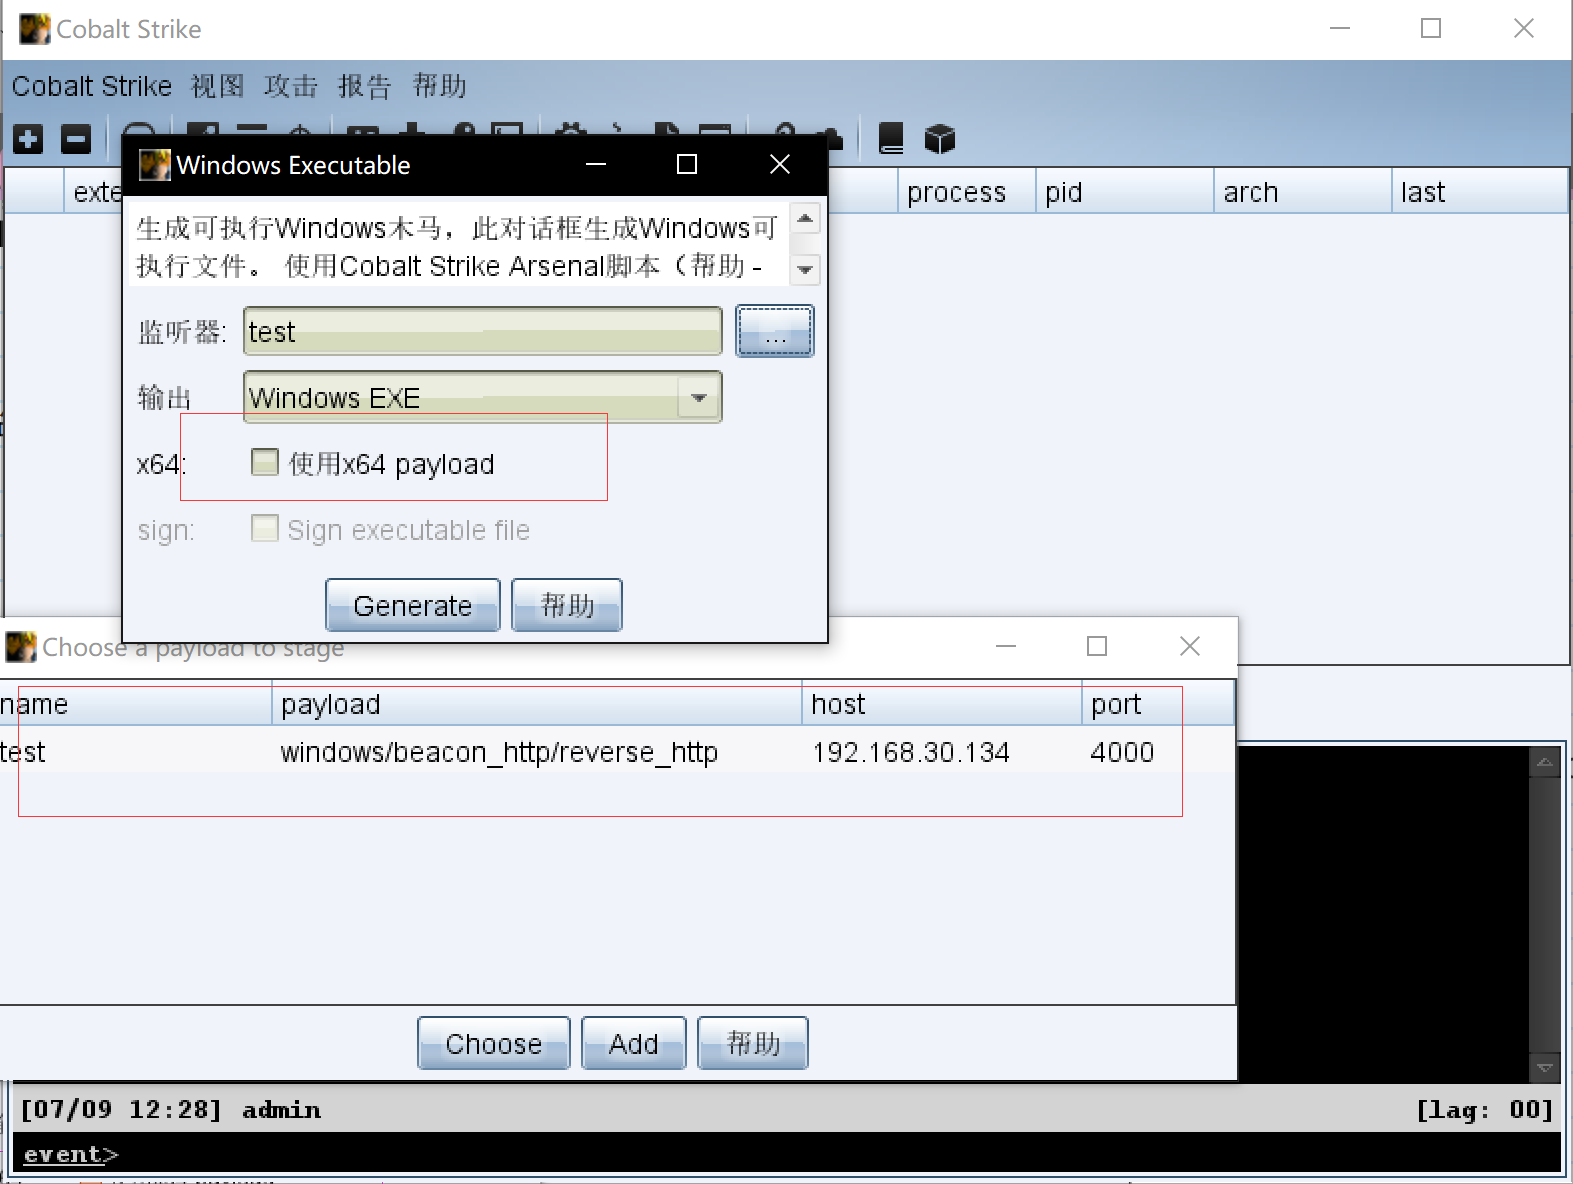 Cobalt Strike
Cobalt Strike 视图 攻击 报告 帮助
process pid arch last
Windows Executable
生成可执行Windows木马，此对话框生成Windows可
执行文件。 使用Cobalt Strike Arsenal脚本（帮助 -
监听器: test ...
输出 Windows EXE
x64: 使用x64 payload
sign: Sign executable file
Generate 帮助
Choose a payload to stage
name payload host port
test windows/beacon_http/reverse_http 192.168.30.134 4000
Choose Add 帮助
[07/09 12:28] admin [lag: 00]
event>